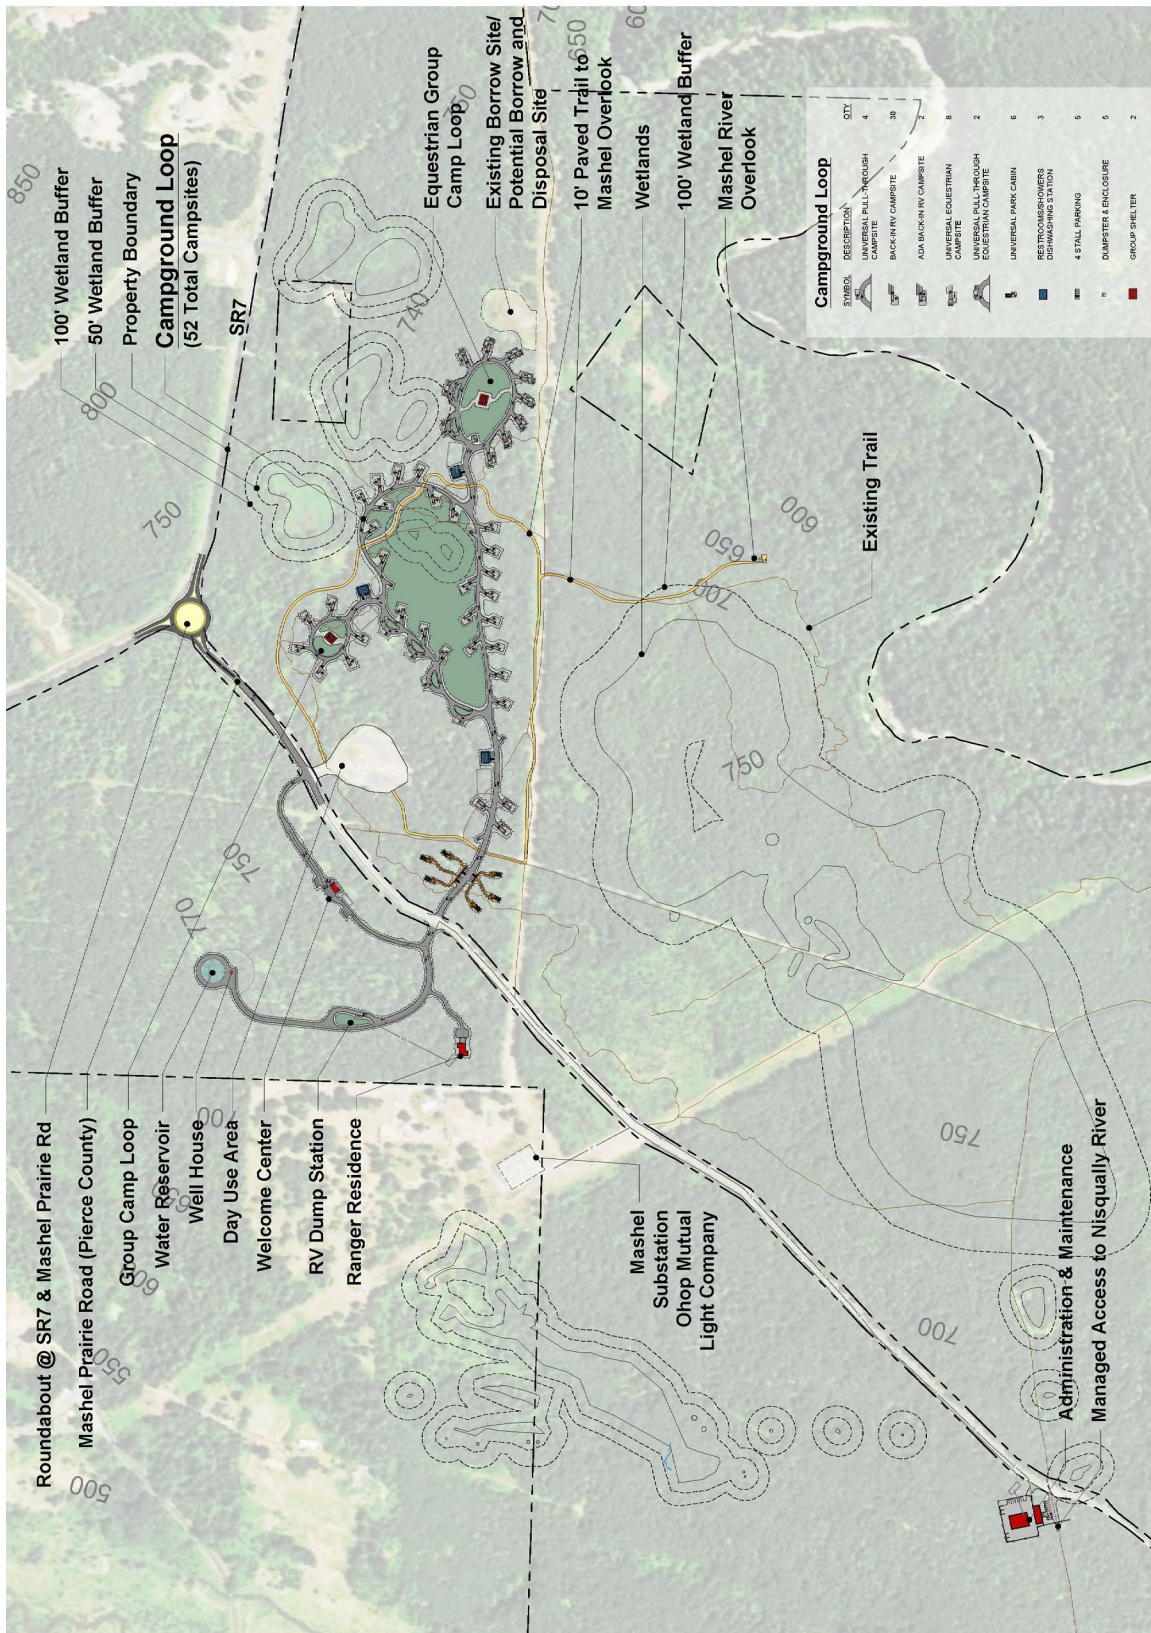 850
100' Wetland Buffer
50' Wetland Buffer
Property Boundary
Campground Loop
(52 Total Campsites)
SR7
800
750
740
Equestrian Group
Camp Loop
Existing Borrow Site/
Potential Borrow and
Disposal Site
10' Paved Trail to
Mashel Overlook
Wetlands
100' Wetland Buffer
Mashel River
Overlook
650
Existing Trail
600
650
700
750
Campground Loop
SYMBOL DESCRIPTION QTY
UNIVERSAL PULL-THROUGH
CAMPSITE 4
BACK-IN RV CAMPSITE 30
ADA BACK-IN RV CAMPSITE 2
UNIVERSAL EQUESTRIAN
CAMPSITE 8
UNIVERSAL PULL-THROUGH
EQUESTRIAN CAMPSITE 2
UNIVERSAL PARK CABIN 6
RESTROOMS/SHOWERS
DISHWASHING STATION 3
4 STALL PARKING 5
DUMPSTER & ENCLOSURE 5
GROUP SHELTER 2
Roundabout @ SR7 & Mashel Prairie Rd
Mashel Prairie Road (Pierce County)
Group Camp Loop
Water Reservoir
Well House
Day Use Area
Welcome Center
RV Dump Station
Ranger Residence
750
770
700
650
600
550
500
Mashel
Substation
Ohop Mutual
Light Company
750
700
Administration & Maintenance
Managed Access to Nisqually River